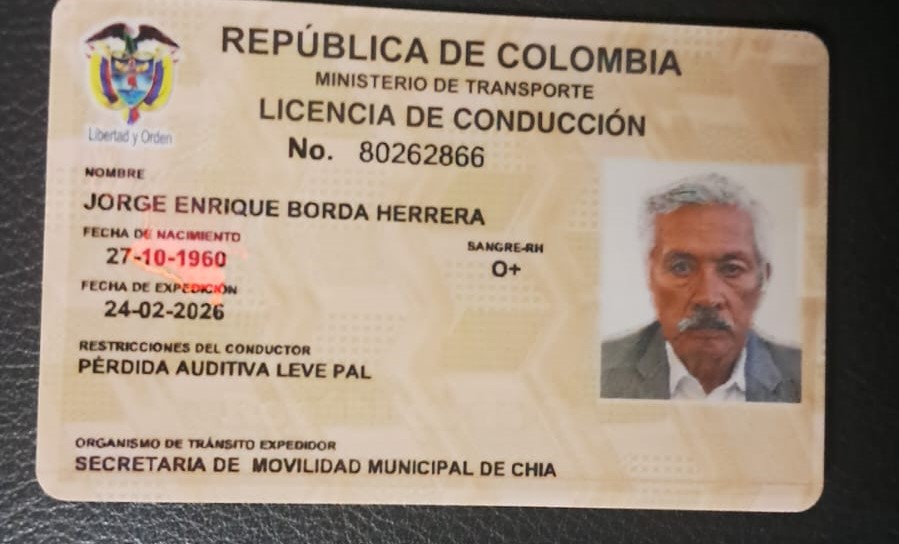 REPÚBLICA DE COLOMBIA
MINISTERIO DE TRANSPORTE
LICENCIA DE CONDUCCIÓN
Libertad y Orden
No. 80262866
NOMBRE
JORGE ENRIQUE BORDA HERRERA
FECHA DE NACIMIENTO
27-10-1960
SANGRE-RH
O+
FECHA DE EXPEDICIÓN
24-02-2026
RESTRICCIONES DEL CONDUCTOR
PÉRDIDA AUDITIVA LEVE PAL
ORGANISMO DE TRÁNSITO EXPEDIDOR
SECRETARIA DE MOVILIDAD MUNICIPAL DE CHIA